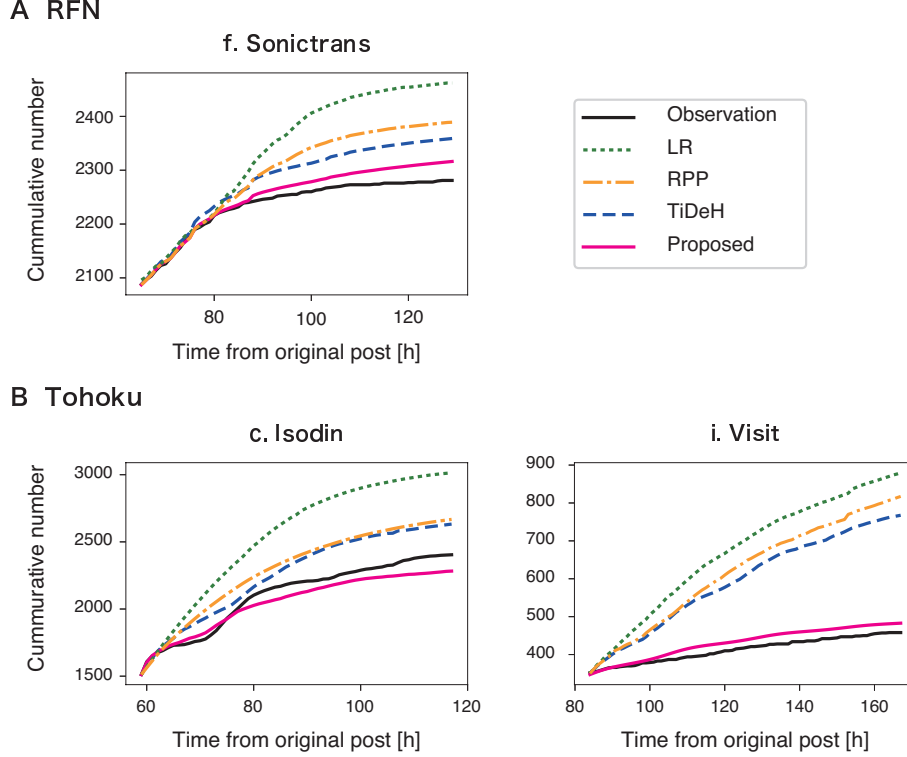 A RFN
f. Sonictrans
Cummulative number
2400
2300
2200
2100
80 100 120
Time from original post [h]
Observation
LR
RPP
TiDeH
Proposed
B Tohoku
c. Isodin
Cummurative number
3000
2500
2000
1500
60 80 100 120
Time from original post [h]
i. Visit
900
800
700
600
500
400
80 100 120 140 160
Time from original post [h]